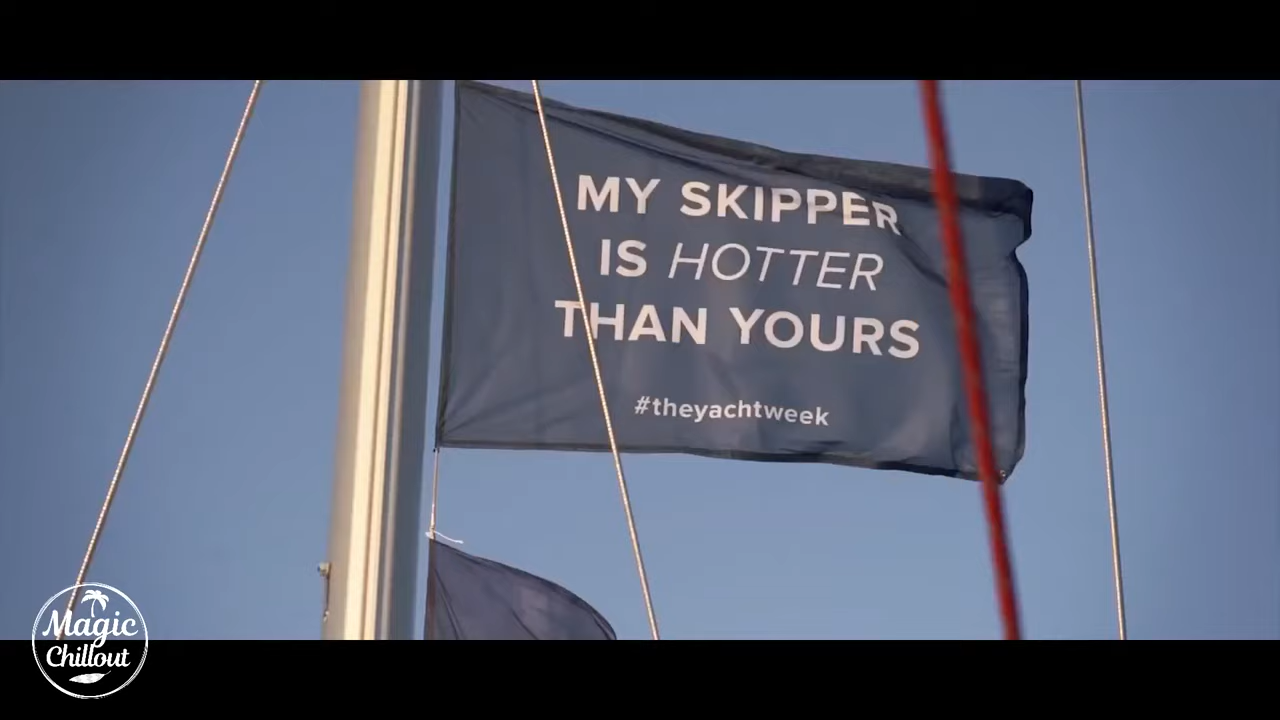 MY SKIPPER
IS HOTTER
THAN YOURS
#theyachtweek
Magic
Chillout